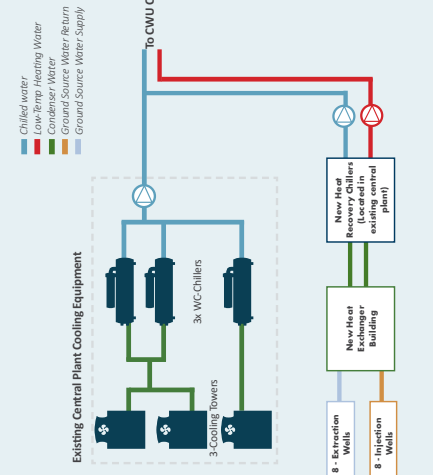 Chilled water
Low-Temp Heating Water
Condenser Water
Ground Source Water Return
Ground Source Water Supply
To CWU C
Existing Central Plant Cooling Equipment
3x WC-Chillers
3-Cooling Towers
New Heat
Recovery Chillers
(Located in
existing central
plant)
New Heat
Exchanger
Building
8 - Extraction
Wells
8 - Injection
Wells